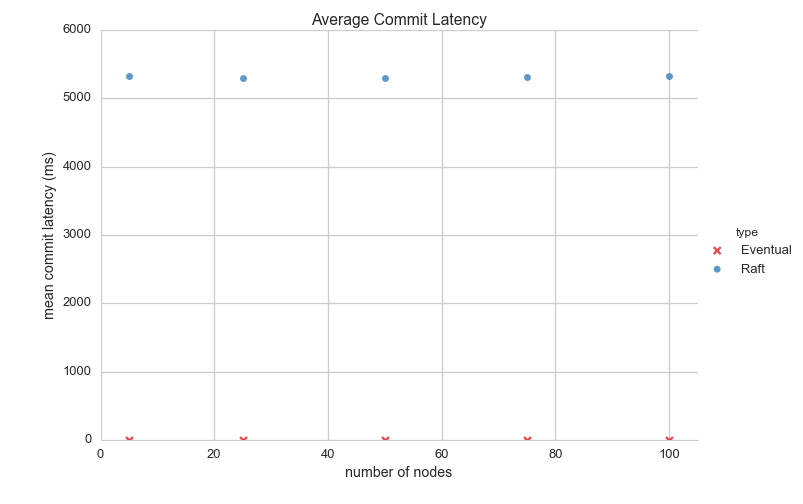 Average Commit Latency
6000
5000
4000
3000
2000
1000
0
mean commit latency (ms)
0 20 40 60 80 100
number of nodes
type
Eventual
Raft